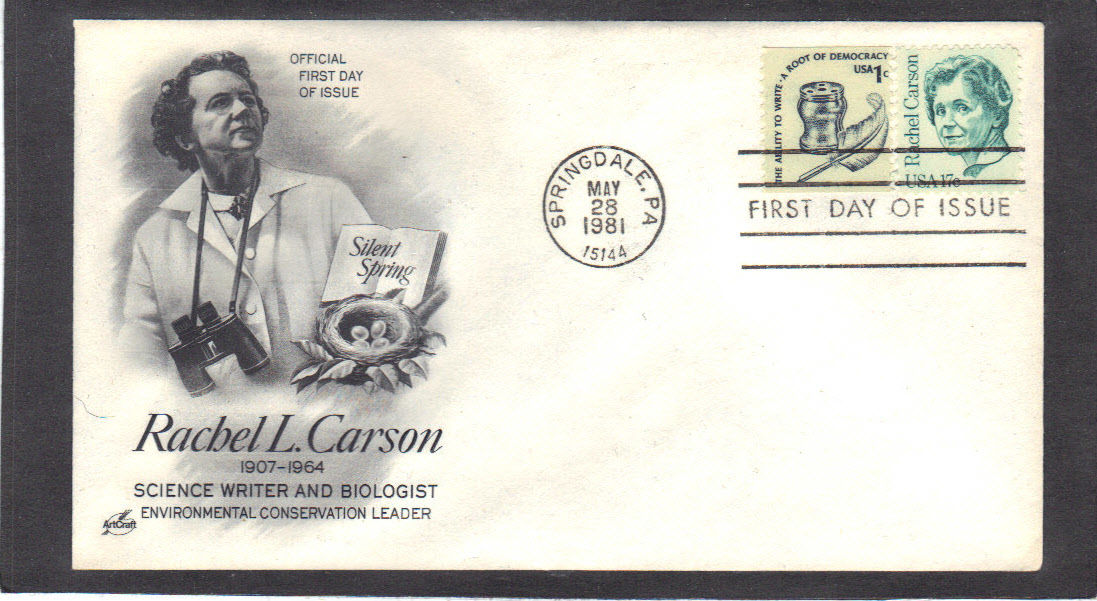 OFFICIAL
FIRST DAY
OF ISSUE
Silent
Spring
Rachel L. Carson
1907-1964
SCIENCE WRITER AND BIOLOGIST
ENVIRONMENTAL CONSERVATION LEADER
ArtCraft
SPRINGDALE, PA
MAY
28
1981
15144
THE ABILITY TO WRITE · A ROOT OF DEMOCRACY
USA 1c
Rachel Carson
USA 17c
FIRST DAY OF ISSUE